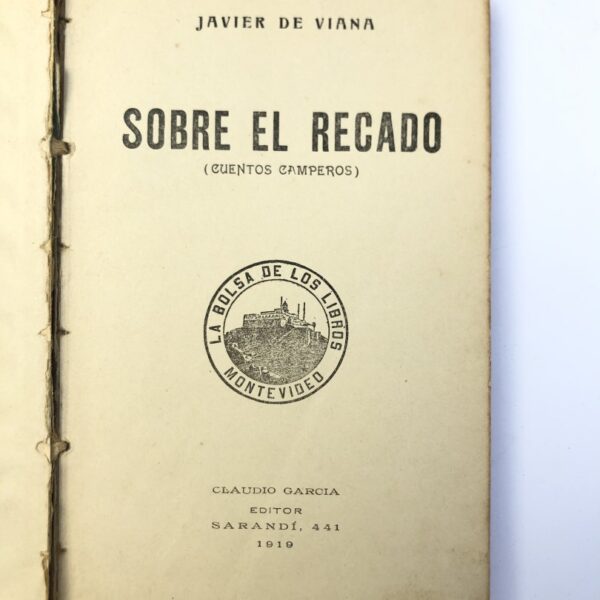 JAVIER DE VIANA
SOBRE EL RECADO
(CUENTOS CAMPEROS)
LA BOLSA DE LOS LIBROS
MONTEVIDEO
CLAUDIO GARCIA
EDITOR
SARANDÍ, 441
1919